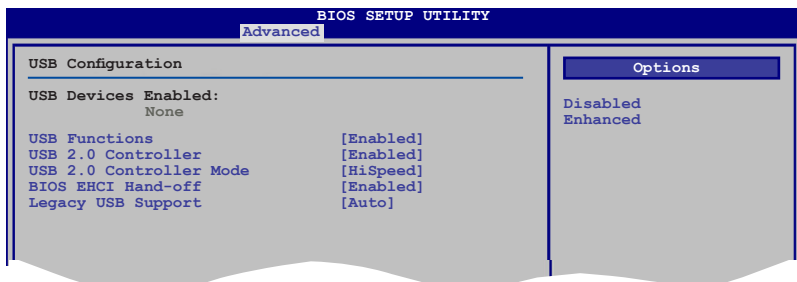 BIOS SETUP UTILITY
Advanced
USB Configuration
USB Devices Enabled:
None
USB Functions [Enabled]
USB 2.0 Controller [Enabled]
USB 2.0 Controller Mode [HiSpeed]
BIOS EHCI Hand-off [Enabled]
Legacy USB Support [Auto]
Options
Disabled
Enhanced